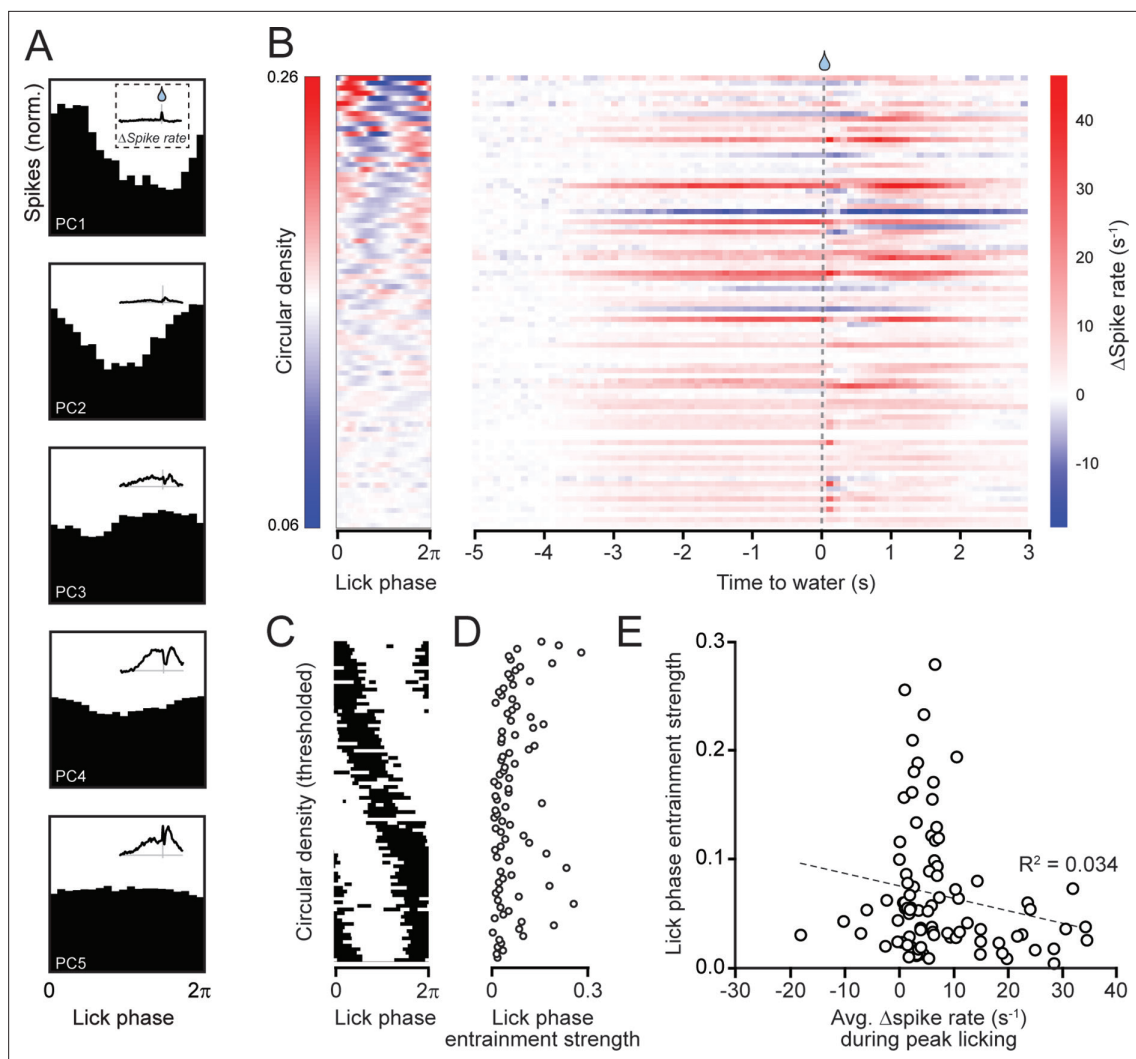 A
Spikes (norm.)
ΔSpike rate
PC1
PC2
PC3
PC4
PC5
0
2π
Lick phase
B
0.26
Circular density
0.06
0
2π
Lick phase
-5
-4
-3
-2
-1
0
1
2
3
Time to water (s)
40
30
20
10
0
-10
ΔSpike rate (s-1)
C
Circular density (thresholded)
0
2π
Lick phase
D
0
0.3
Lick phase
entrainment strength
E
Lick phase entrainment strength
0.3
0.2
0.1
0.0
R2 = 0.034
-30
-20
-10
0
10
20
30
40
Avg. Δspike rate (s-1)
during peak licking